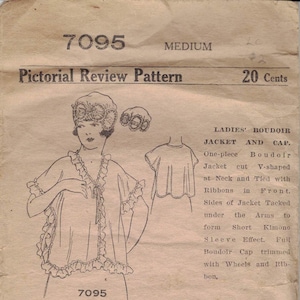 7095 MEDIUM
Pictorial Review Pattern 20 Cents
LADIES' BOUDOIR
JACKET AND CAP.
One-piece Boudoir
Jacket cut V-shaped
at Neck and Tied with
Ribbons in Front.
Sides of Jacket Tacked
under the Arms to
form Short Kimono
Sleeve Effect. Full
Boudoir Cap trimmed
with Wheels and Rib-
bon.
7095